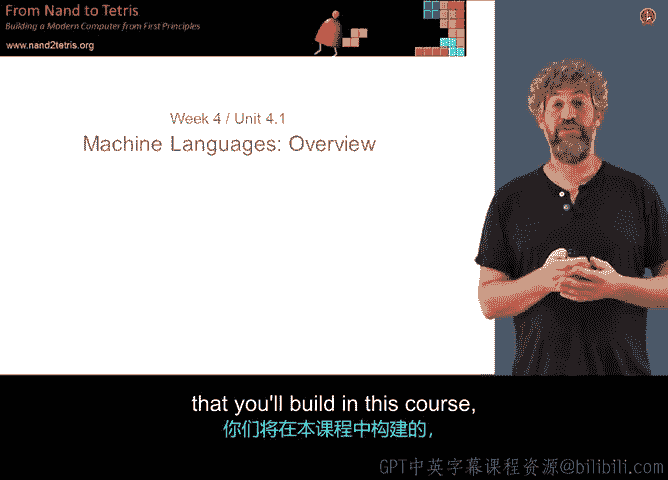 From Nand to Tetris
Building a Modern Computer from First Principles
www.nand2tetris.org
Week 4 / Unit 4.1
Machine Languages: Overview
that you'll build in this course,
你们将在本课程中构建的，
GPT中英字幕课程资源@bilibili.com